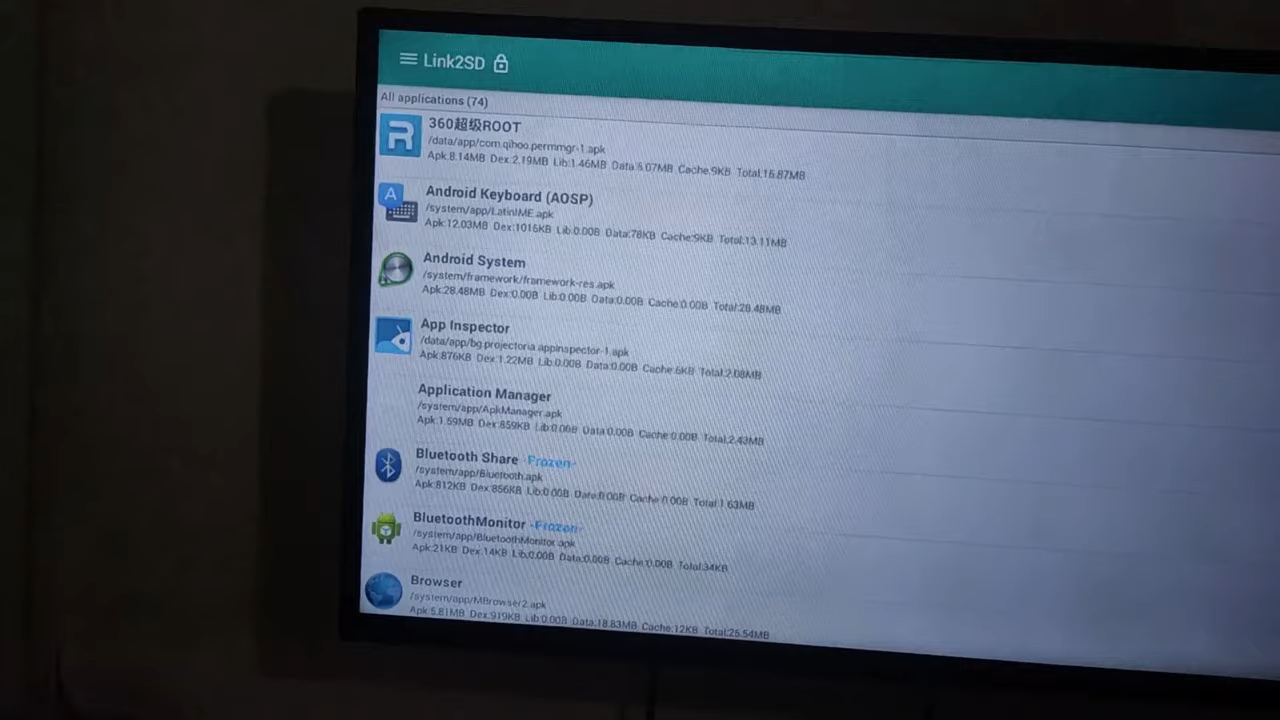 Link2SD
All applications (74)
360超级ROOT
/data/app/com.qihoo.permmgr-1.apk
Apk:8.14MB Dex:2.19MB Lib:1.46MB Data:5.07MB Cache:9KB Total:16.87MB
A
Android Keyboard (AOSP)
/system/app/LatinIME.apk
Apk:12.03MB Dex:1016KB Lib:0.00B Data:78KB Cache:9KB Total:13.11MB
Android System
/system/framework/framework-res.apk
Apk:28.48MB Dex:0.00B Lib:0.00B Data:0.00B Cache:0.00B Total:28.48MB
App Inspector
/data/app/bg.projectoria.appinspector-1.apk
Apk:876KB Dex:1.22MB Lib:0.00B Data:0.00B Cache:6KB Total:2.08MB
Application Manager
/system/app/ApkManager.apk
Apk:1.59MB Dex:859KB Lib:0.00B Data:0.00B Cache:0.00B Total:2.43MB
Bluetooth Share -Frozen-
/system/app/Bluetooth.apk
Apk:812KB Dex:856KB Lib:0.00B Data:0.00B Cache:0.00B Total:1.63MB
BluetoothMonitor -Frozen-
/system/app/BluetoothMonitor.apk
Apk:21KB Dex:14KB Lib:0.00B Data:0.00B Cache:0.00B Total:34KB
Browser
/system/app/MBrowser2.apk
Apk:5.81MB Dex:919KB Lib:0.00B Data:18.83MB Cache:12KB Total:25.54MB